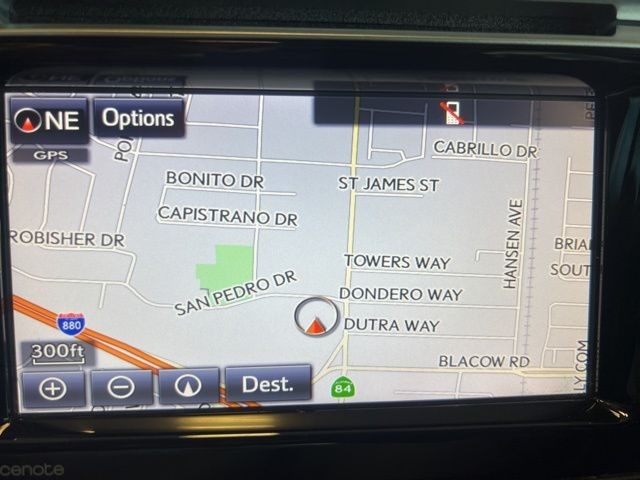 NE
Options
GPS
CABRILLO DR
BONITO DR
ST JAMES ST
CAPISTRANO DR
HANSEN AVE
ROBISHER DR
TOWERS WAY
SAN PEDRO DR
DONDERO WAY
DUTRA WAY
880
300ft
BLACOW RD
Dest.
84
cenote